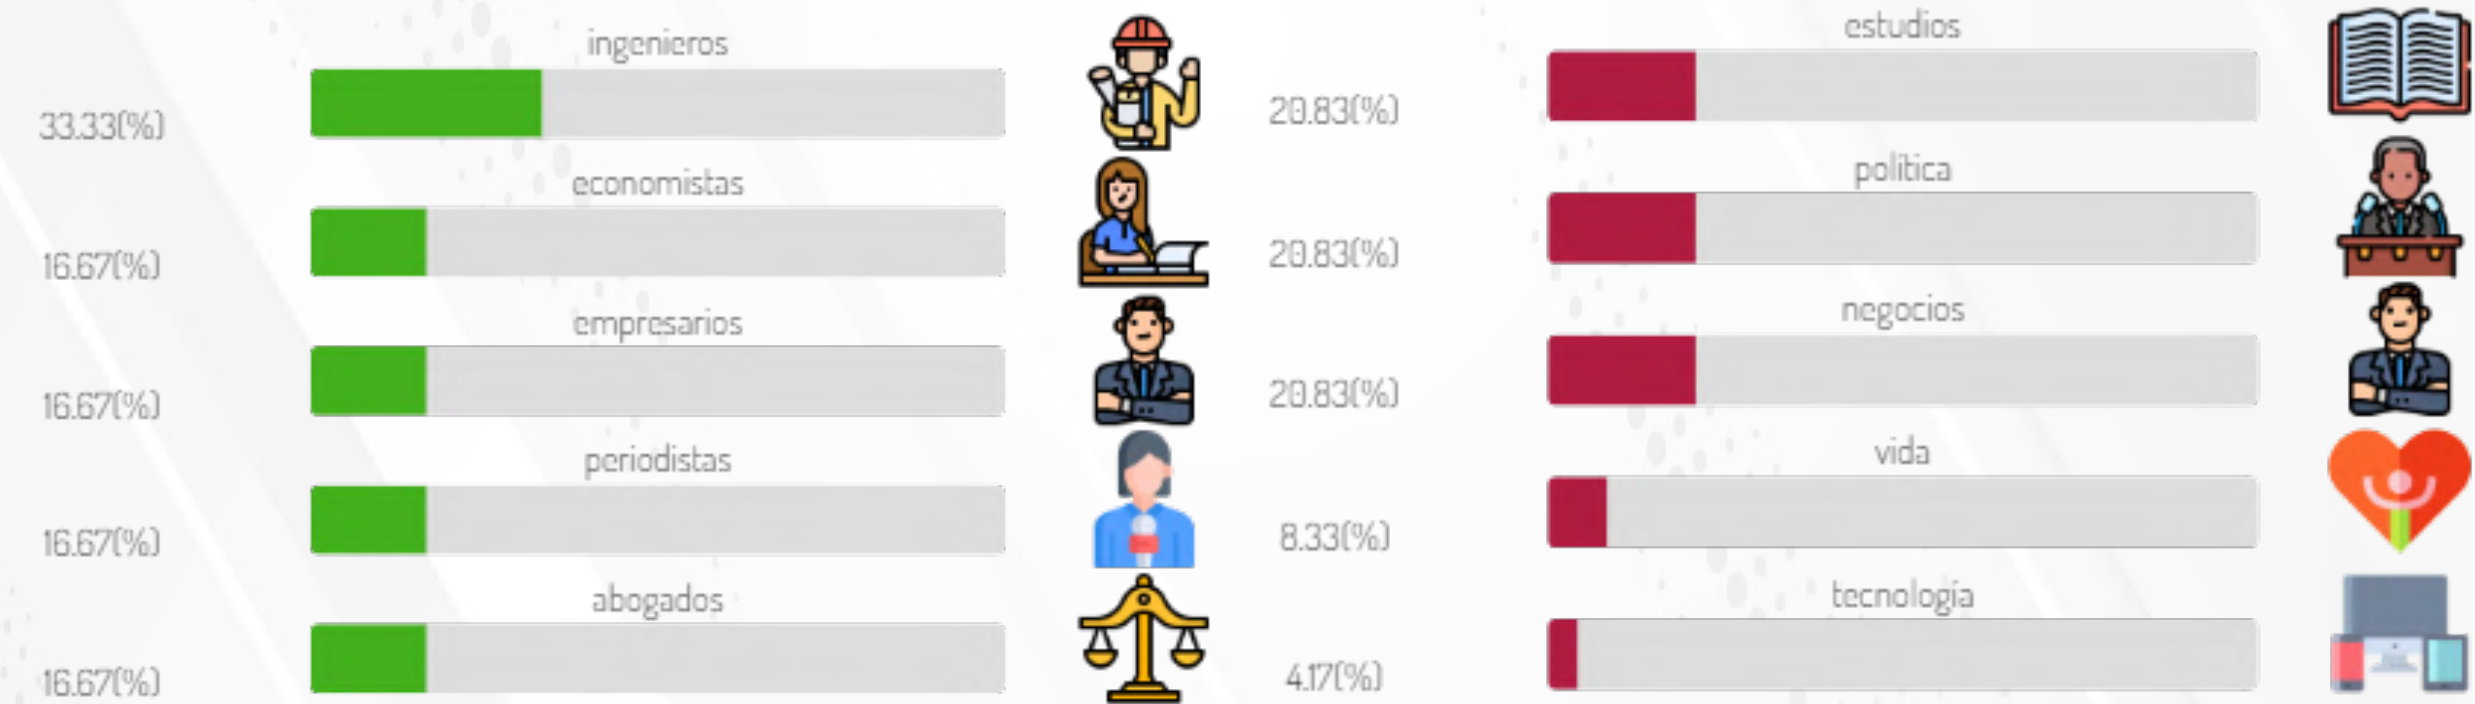 ingenieros
33.33(%)
economistas
16.67(%)
empresarios
16.67(%)
periodistas
16.67(%)
abogados
16.67(%)
estudios
20.83(%)
política
20.83(%)
negocios
20.83(%)
vida
8.33(%)
tecnología
4.17(%)